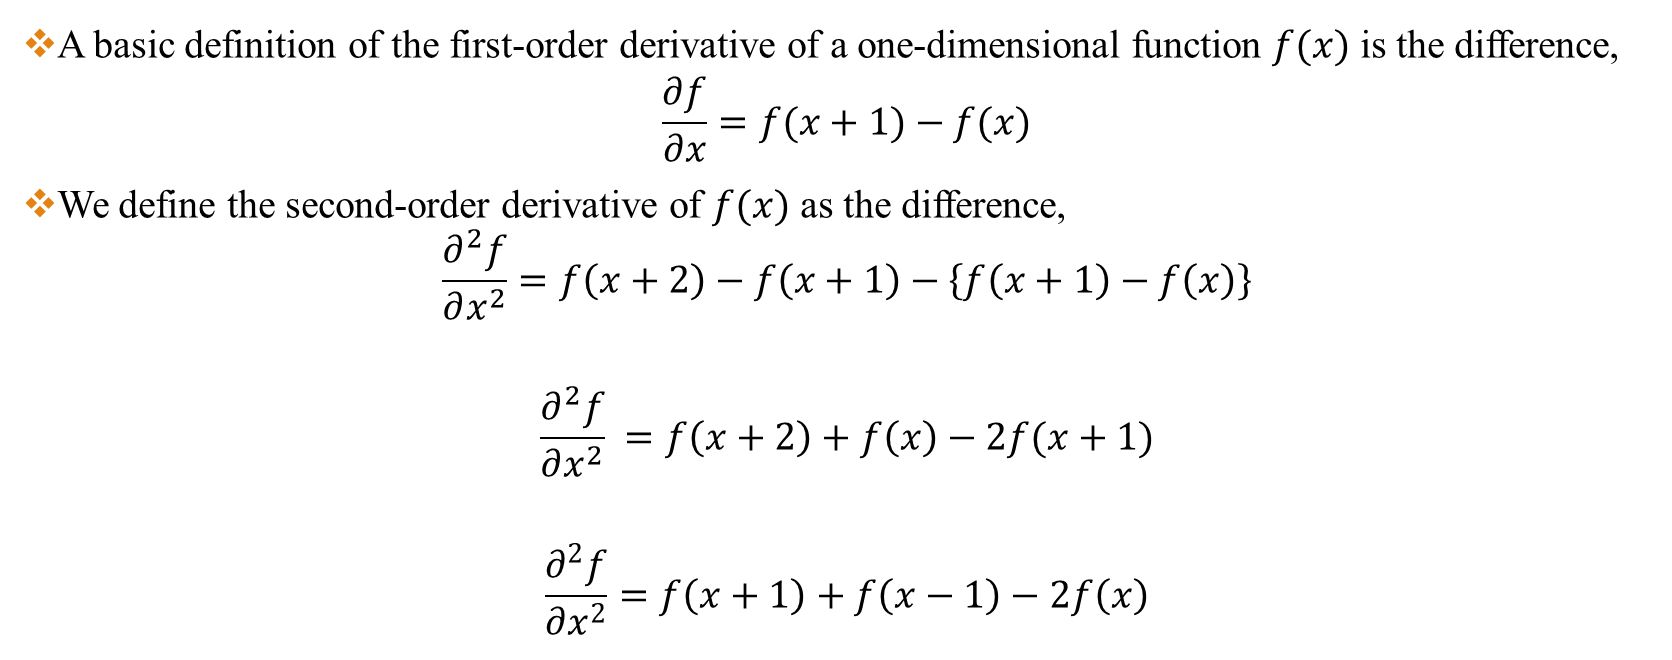 ❖A basic definition of the first-order derivative of a one-dimensional function 𝑓(𝑥) is the difference,
∂𝑓/∂𝑥 = 𝑓(𝑥 + 1) − 𝑓(𝑥)
❖We define the second-order derivative of 𝑓(𝑥) as the difference,
∂²𝑓/∂𝑥² = 𝑓(𝑥 + 2) − 𝑓(𝑥 + 1) − {𝑓(𝑥 + 1) − 𝑓(𝑥)}
∂²𝑓/∂𝑥² = 𝑓(𝑥 + 2) + 𝑓(𝑥) − 2𝑓(𝑥 + 1)
∂²𝑓/∂𝑥² = 𝑓(𝑥 + 1) + 𝑓(𝑥 − 1) − 2𝑓(𝑥)